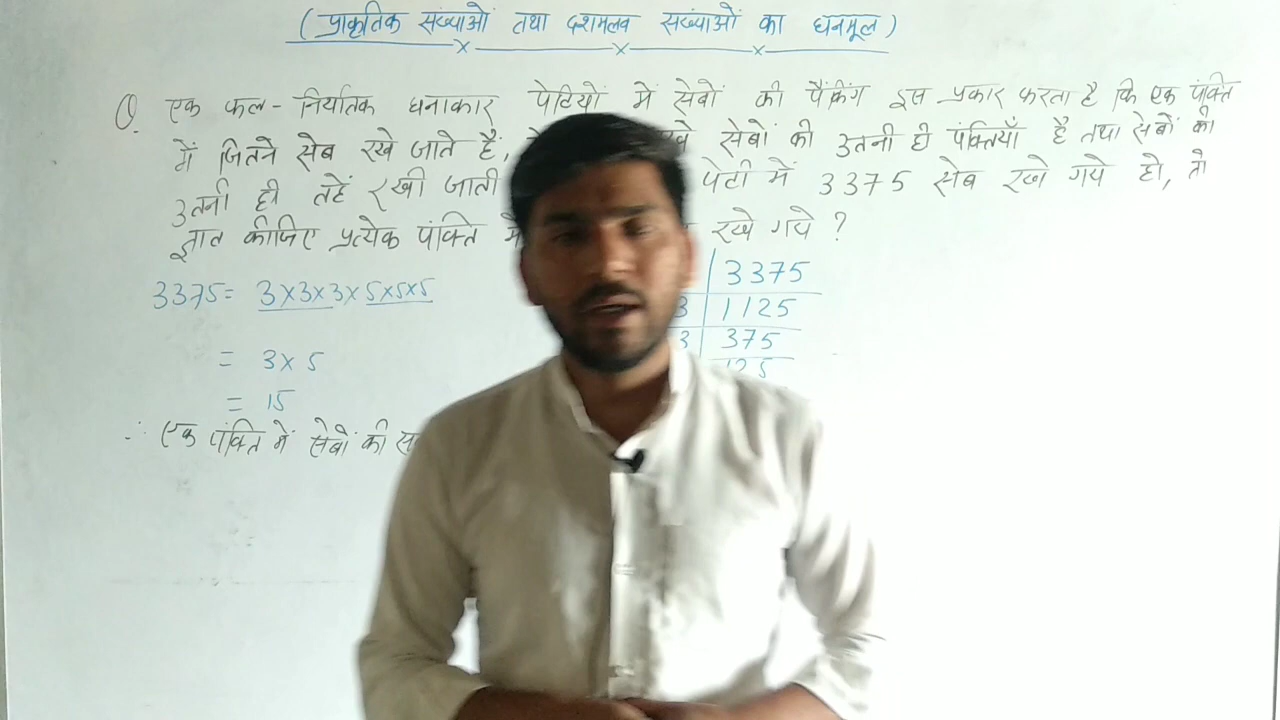 (प्राकृतिक संख्याओं तथा दशमलव संख्याओं का घनमूल)
Q. एक फल-निर्यातक घनाकार पेटियों में सेबों की पैकिंग इस प्रकार करता है कि एक पंक्ति
में जितने सेब रखे जाते हैं, सेबों की उतनी ही पंक्तियाँ है तथा सेबों की
उतनी ही तहें रखी जाती पेटी में 3375 सेब रखे गये हो, तो
ज्ञात कीजिए प्रत्येक पंक्ति में रखे गये ?
3375 = 3×3×3×5×5×5
= 3×5
= 15
∴ एक पंक्ति में सेबों की
3375
3 1125
3 375
125